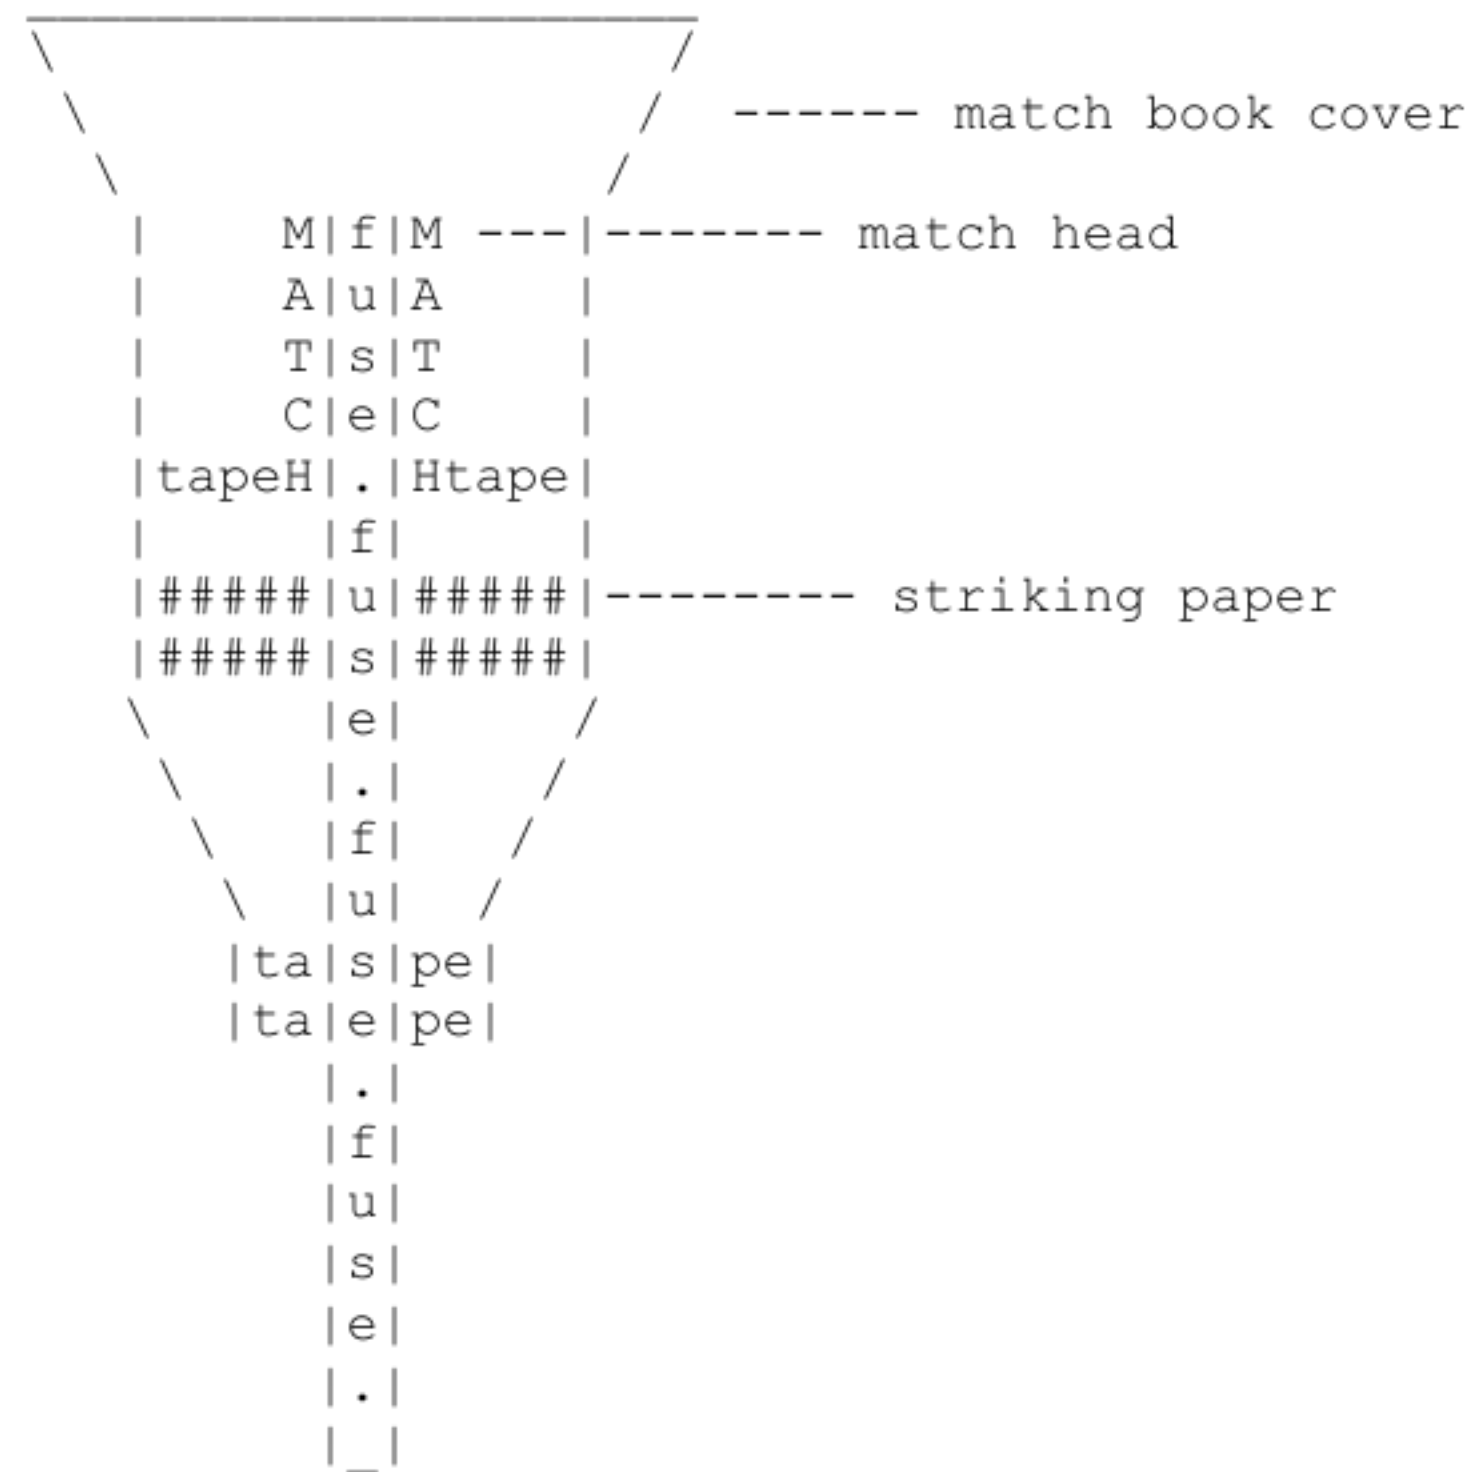 ------ match book cover
M|f|M ---|------- match head
A|u|A
T|s|T
C|e|C
|tapeH|.|Htape|
|f|
|#####|u|#####|-------- striking paper
|#####|s|#####|
|e|
|.|
|f|
|u|
|ta|s|pe|
|ta|e|pe|
|.|
|f|
|u|
|s|
|e|
|.|
|_|